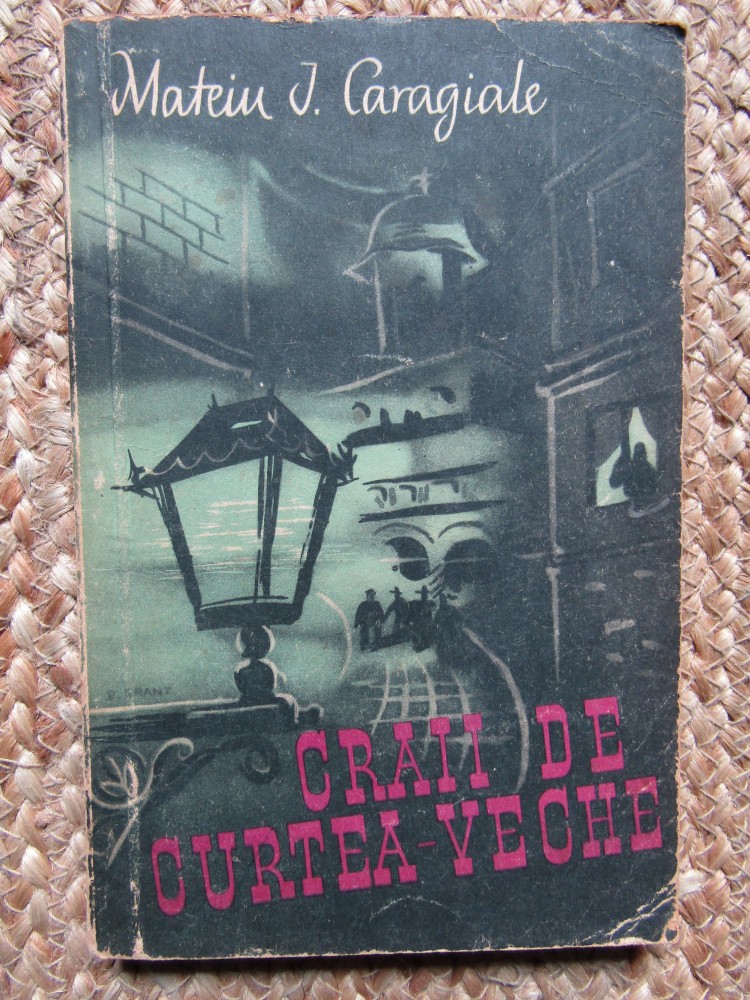 Mateiu J. Caragiale
CRAII DE
CURTEA-VECHE